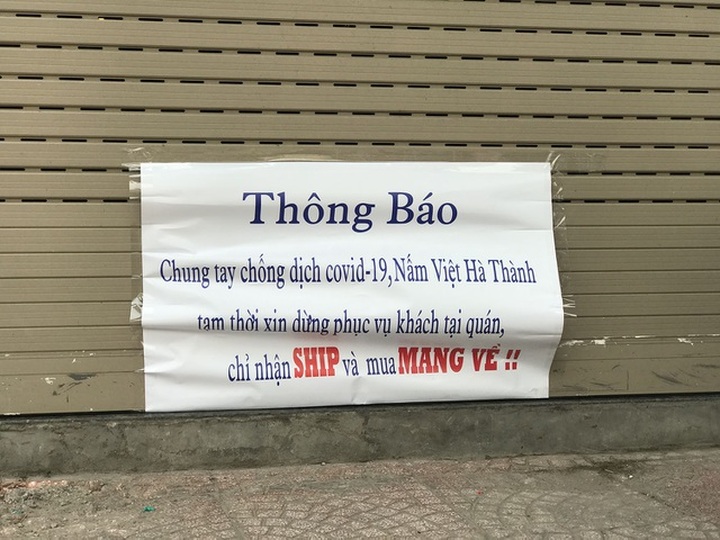 Thông Báo
Chung tay chống dịch covid-19, Nấm Việt Hà Thành
tạm thời xin dừng phục vụ khách tại quán,
chỉ nhận SHIP và mua MANG VỀ !!